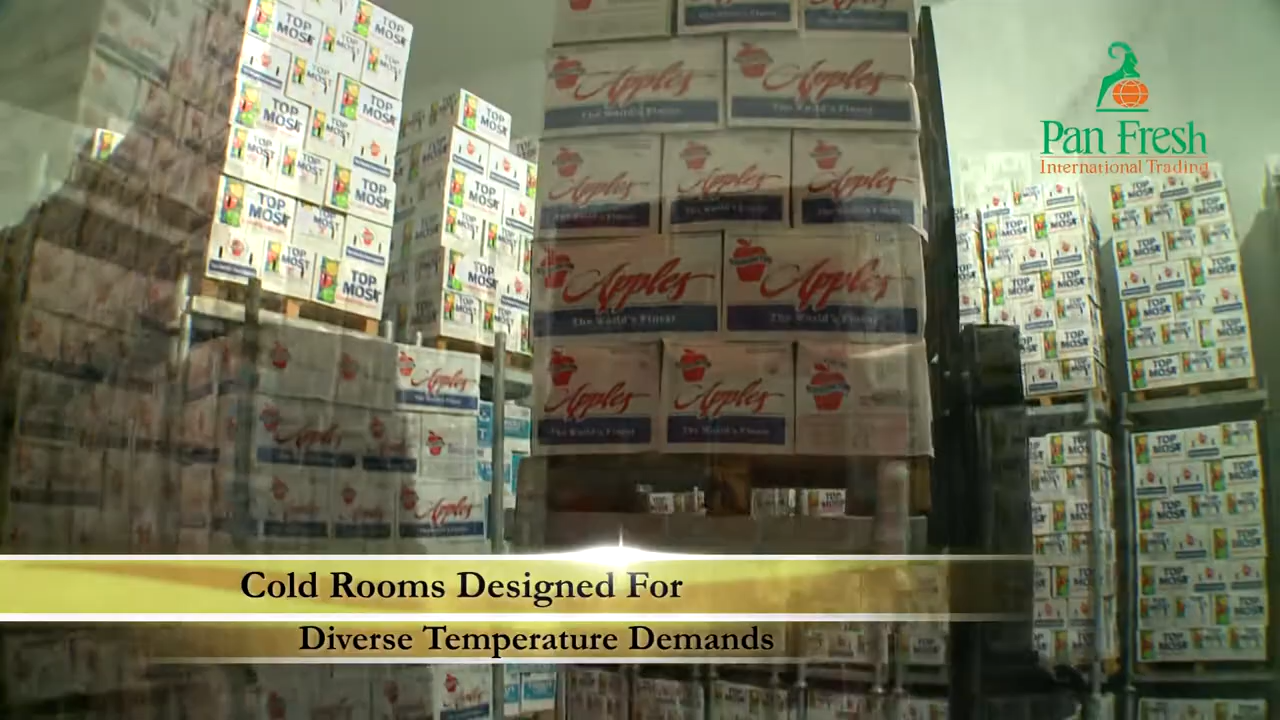 TOP
MOST
Apples
The World's Finest
Pan Fresh
International Trading
Cold Rooms Designed For
Diverse Temperature Demands